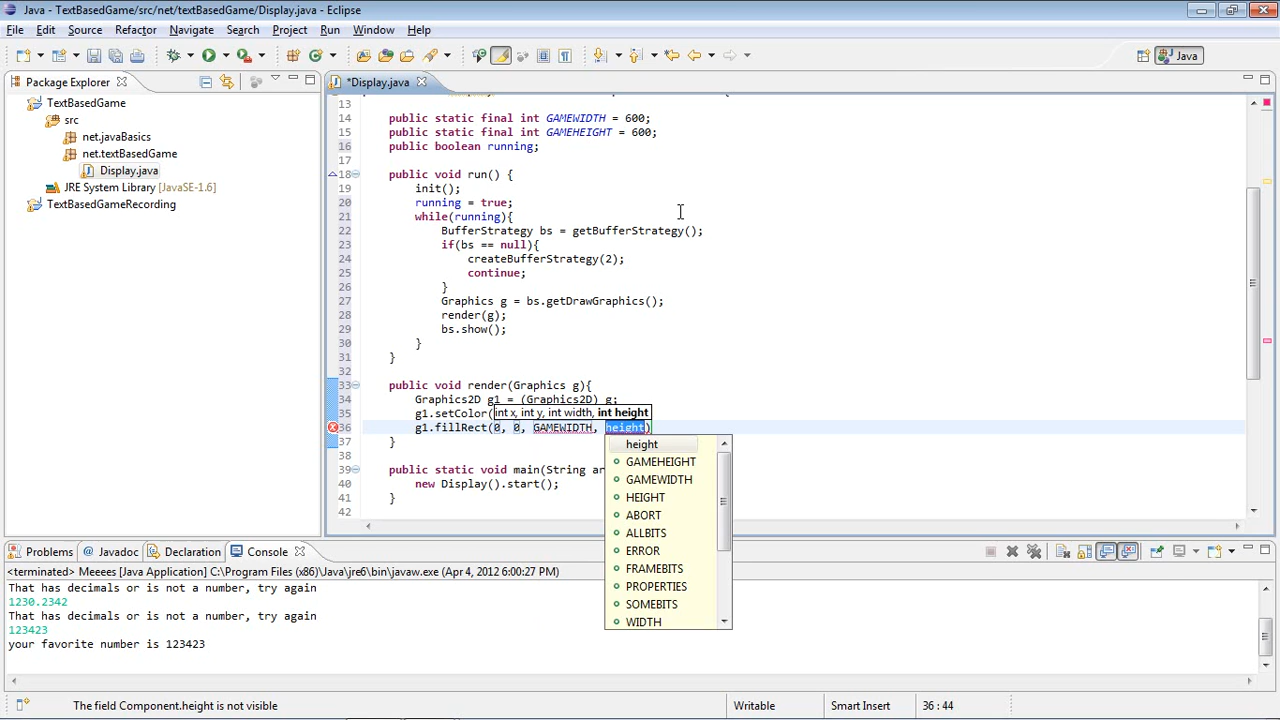 Java - TextBasedGame/src/net/textBasedGame/Display.java - Eclipse
File Edit Source Refactor Navigate Search Project Run Window Help
Java
Package Explorer
*Display.java
TextBasedGame
src
net.javaBasics
net.textBasedGame
Display.java
JRE System Library [JavaSE-1.6]
TextBasedGameRecording
13
14 public static final int GAMEWIDTH = 600;
15 public static final int GAMEHEIGHT = 600;
16 public boolean running;
17
18 public void run() {
19 init();
20 running = true;
21 while(running){
22 BufferStrategy bs = getBufferStrategy();
23 if(bs == null){
24 createBufferStrategy(2);
25 continue;
26 }
27 Graphics g = bs.getDrawGraphics();
28 render(g);
29 bs.show();
30 }
31 }
32
33 public void render(Graphics g){
34 Graphics2D g1 = (Graphics2D) g;
35 g1.setColor(
int x, int y, int width, int height
36 g1.fillRect(0, 0, GAMEWIDTH, height)
37 }
38
39 public static void main(String ar
40 new Display().start();
41 }
42
height
GAMEHEIGHT
GAMEWIDTH
HEIGHT
ABORT
ALLBITS
ERROR
FRAMEBITS
PROPERTIES
SOMEBITS
WIDTH
Problems Javadoc Declaration Console
<terminated> Meeees [Java Application] C:\Program Files (x86)\Java\jre6\bin\javaw.exe (Apr 4, 2012 6:00:27 PM)
That has decimals or is not a number, try again
1230.2342
That has decimals or is not a number, try again
123423
your favorite number is 123423
The field Component.height is not visible
Writable
Smart Insert
36 : 44